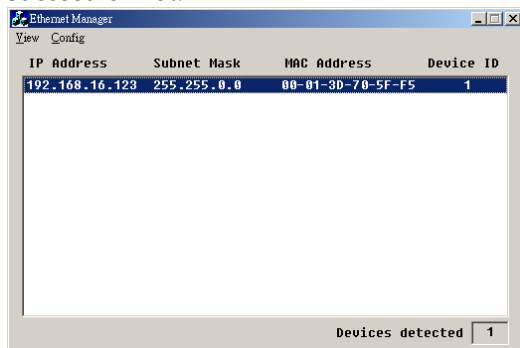 Ethernet Manager
View Config
IP Address Subnet Mask MAC Address Device ID
192.168.16.123 255.255.0.0 00-01-3D-70-5F-F5 1
Devices detected 1